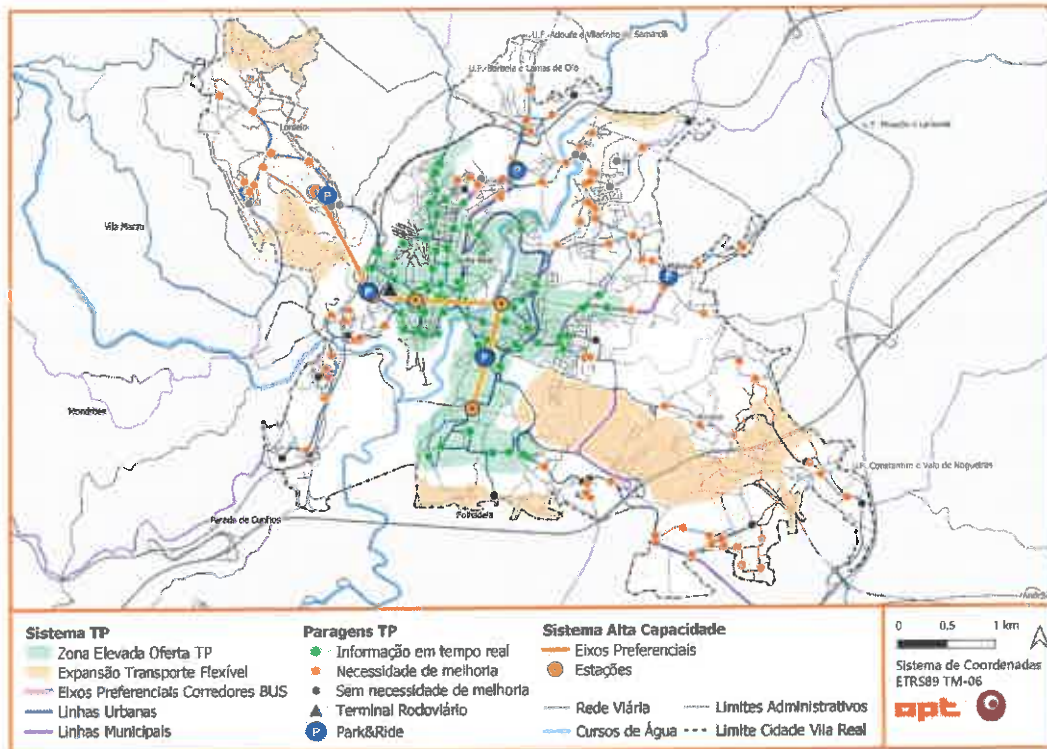 U.F. Adoufe e Vilarinho de Samardã
U.F. Borbela e Lamas de Olo
Lordelo
Vila Marim
Mondrões
Parada de Cunhos
Folhadela
U.F. Constantim e Vale de Nogueiras
P
P
P
P
P
Sistema TP
Zona Elevada Oferta TP
Expansão Transporte Flexível
Eixos Preferenciais Corredores BUS
Linhas Urbanas
Linhas Municipais
Paragens TP
Informação em tempo real
Necessidade de melhoria
Sem necessidade de melhoria
Terminal Rodoviário
P Park&Ride
Sistema Alta Capacidade
Eixos Preferenciais
Estações
Rede Viária
Cursos de Água
Limites Administrativos
Limite Cidade Vila Real
0 0,5 1 km
Sistema de Coordenadas
ETRS89 TM-06
apt